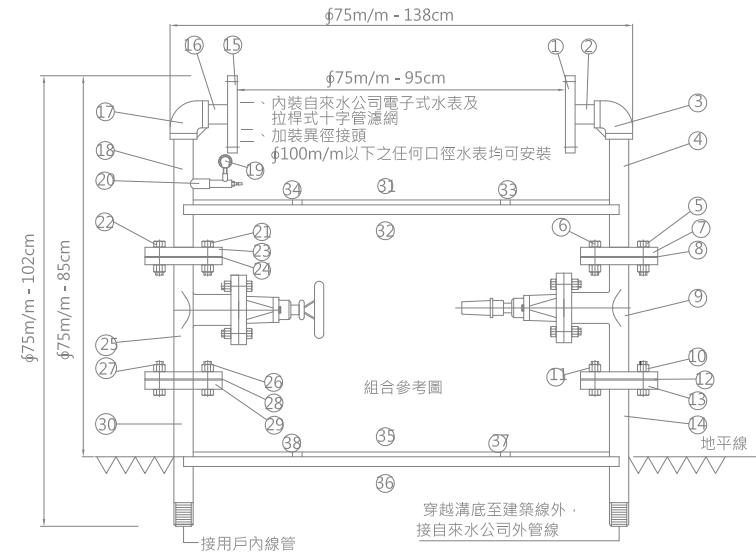 ɸ75m/m - 138cm
16 15 1 2
ɸ75m/m - 95cm
17 3
一、內裝自來水公司電子式水表及
拉桿式十字管濾網
二、加裝異徑接頭
ɸ100m/m以下之任何口徑水表均可安裝
18 4
19
20 34 31 33
22 21 32 6 5
23 7
24 8
ɸ75m/m - 102cm
ɸ75m/m - 85cm
9
25
27 26 11 10
28 組合參考圖 12
29 13
30 14
38 35 37 地平線
36
穿越溝底至建築線外，
接自來水公司外管線
接用戶內線管